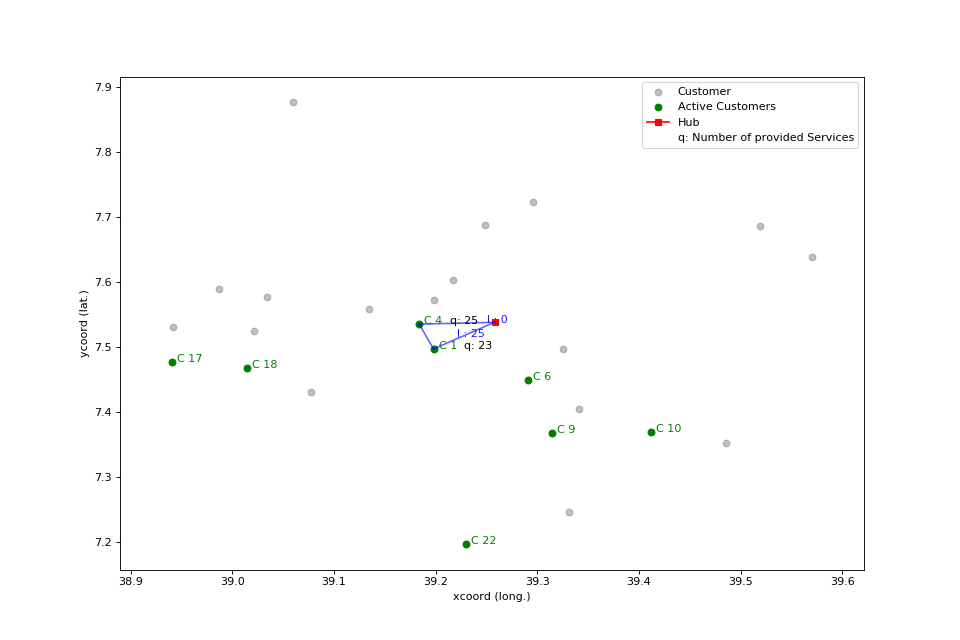 7.9
7.8
7.7
7.6
7.5
7.4
7.3
7.2
ycoord (lat.)
38.9 39.0 39.1 39.2 39.3 39.4 39.5 39.6
xcoord (long.)
Customer
Active Customers
Hub
q: Number of provided Services
C 4 q: 25 l : 0
l : 25
C 1 q: 23
C 17
C 18
C 6
C 9
C 10
C 22